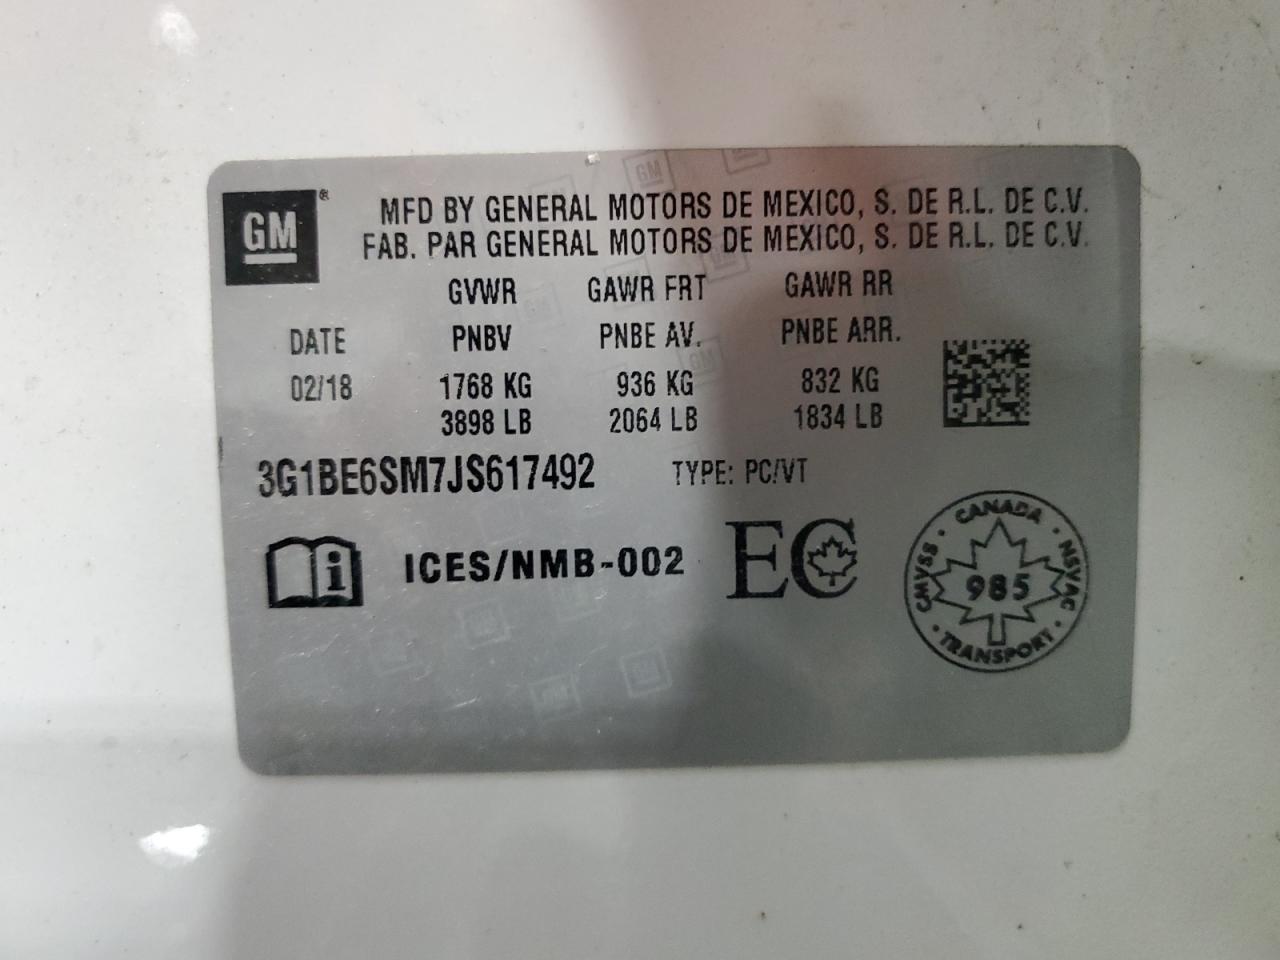 GM®
MFD BY GENERAL MOTORS DE MEXICO, S. DE R.L. DE C.V.
FAB. PAR GENERAL MOTORS DE MEXICO, S. DE R.L. DE C.V.
GVWR GAWR FRT GAWR RR
DATE PNBV PNBE AV. PNBE ARR.
02/18 1768 KG 936 KG 832 KG
3898 LB 2064 LB 1834 LB
3G1BE6SM7JS617492 TYPE: PC/VT
i ICES/NMB-002 EC
CANADA
CMVSS 985 NSVAC
TRANSPORT